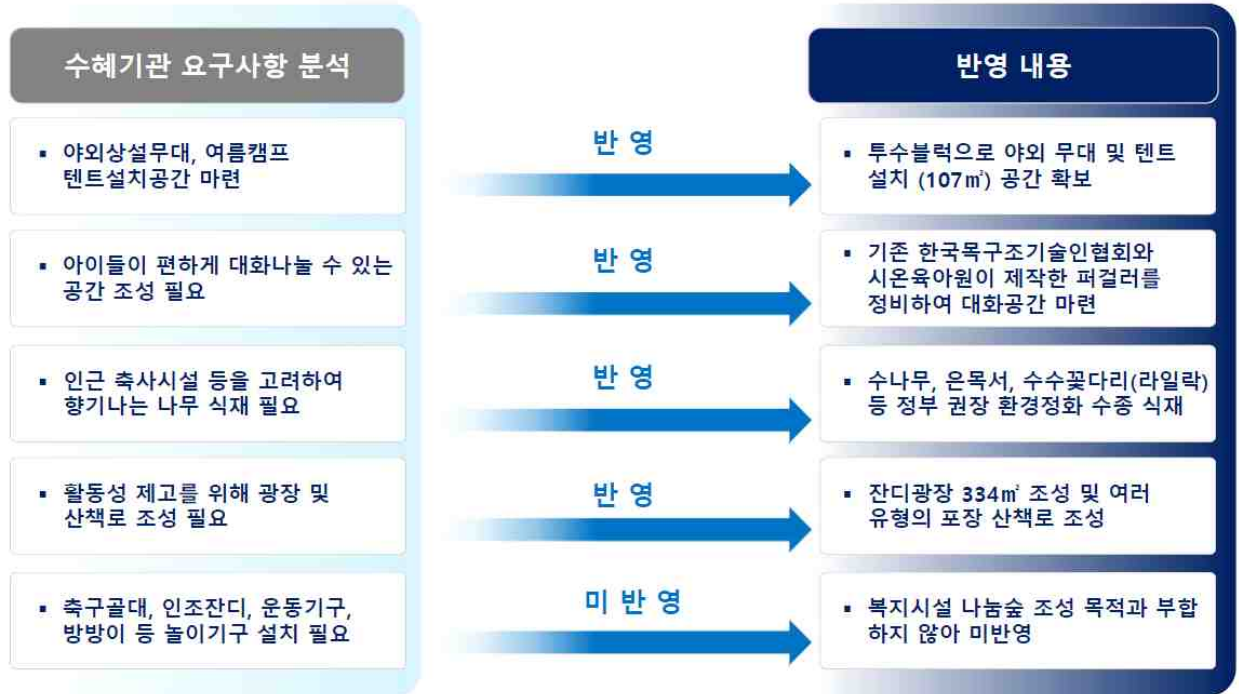 수혜기관 요구사항 분석
반영 내용
▪ 야외상설무대, 여름캠프
텐트설치공간 마련
반 영
▪ 투수블럭으로 야외 무대 및 텐트
설치 (107㎡) 공간 확보
▪ 아이들이 편하게 대화나눌 수 있는
공간 조성 필요
반 영
▪ 기존 한국목구조기술인협회와
시온육아원이 제작한 퍼걸러를
정비하여 대화공간 마련
▪ 인근 축사시설 등을 고려하여
향기나는 나무 식재 필요
반 영
▪ 수나무, 은목서, 수수꽃다리(라일락)
등 정부 권장 환경정화 수종 식재
▪ 활동성 제고를 위해 광장 및
산책로 조성 필요
반 영
▪ 잔디광장 334㎡ 조성 및 여러
유형의 포장 산책로 조성
▪ 축구골대, 인조잔디, 운동기구,
방방이 등 놀이기구 설치 필요
미 반 영
▪ 복지시설 나눔숲 조성 목적과 부합
하지 않아 미반영